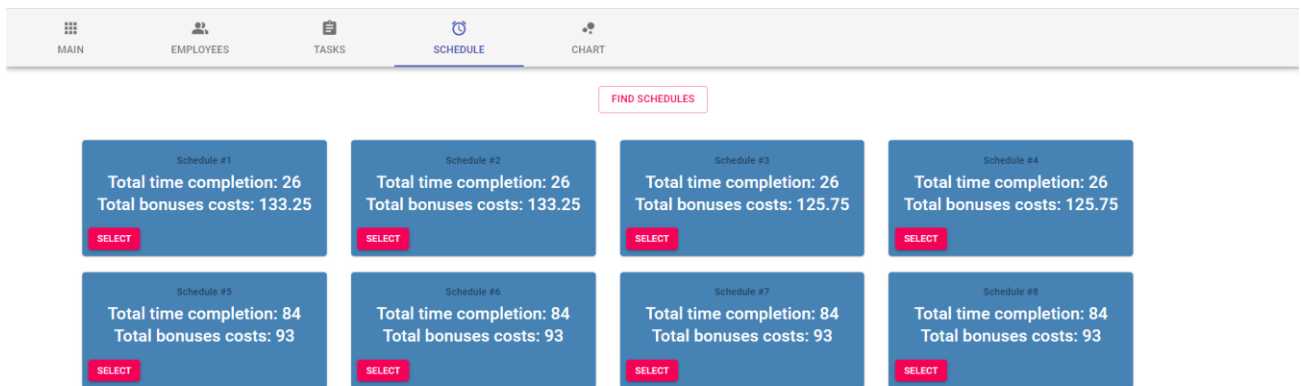 MAIN EMPLOYEES TASKS SCHEDULE CHART
FIND SCHEDULES
Schedule #1
Total time completion: 26
Total bonuses costs: 133.25
SELECT
Schedule #2
Total time completion: 26
Total bonuses costs: 133.25
SELECT
Schedule #3
Total time completion: 26
Total bonuses costs: 125.75
SELECT
Schedule #4
Total time completion: 26
Total bonuses costs: 125.75
SELECT
Schedule #5
Total time completion: 84
Total bonuses costs: 93
SELECT
Schedule #6
Total time completion: 84
Total bonuses costs: 93
SELECT
Schedule #7
Total time completion: 84
Total bonuses costs: 93
SELECT
Schedule #8
Total time completion: 84
Total bonuses costs: 93
SELECT